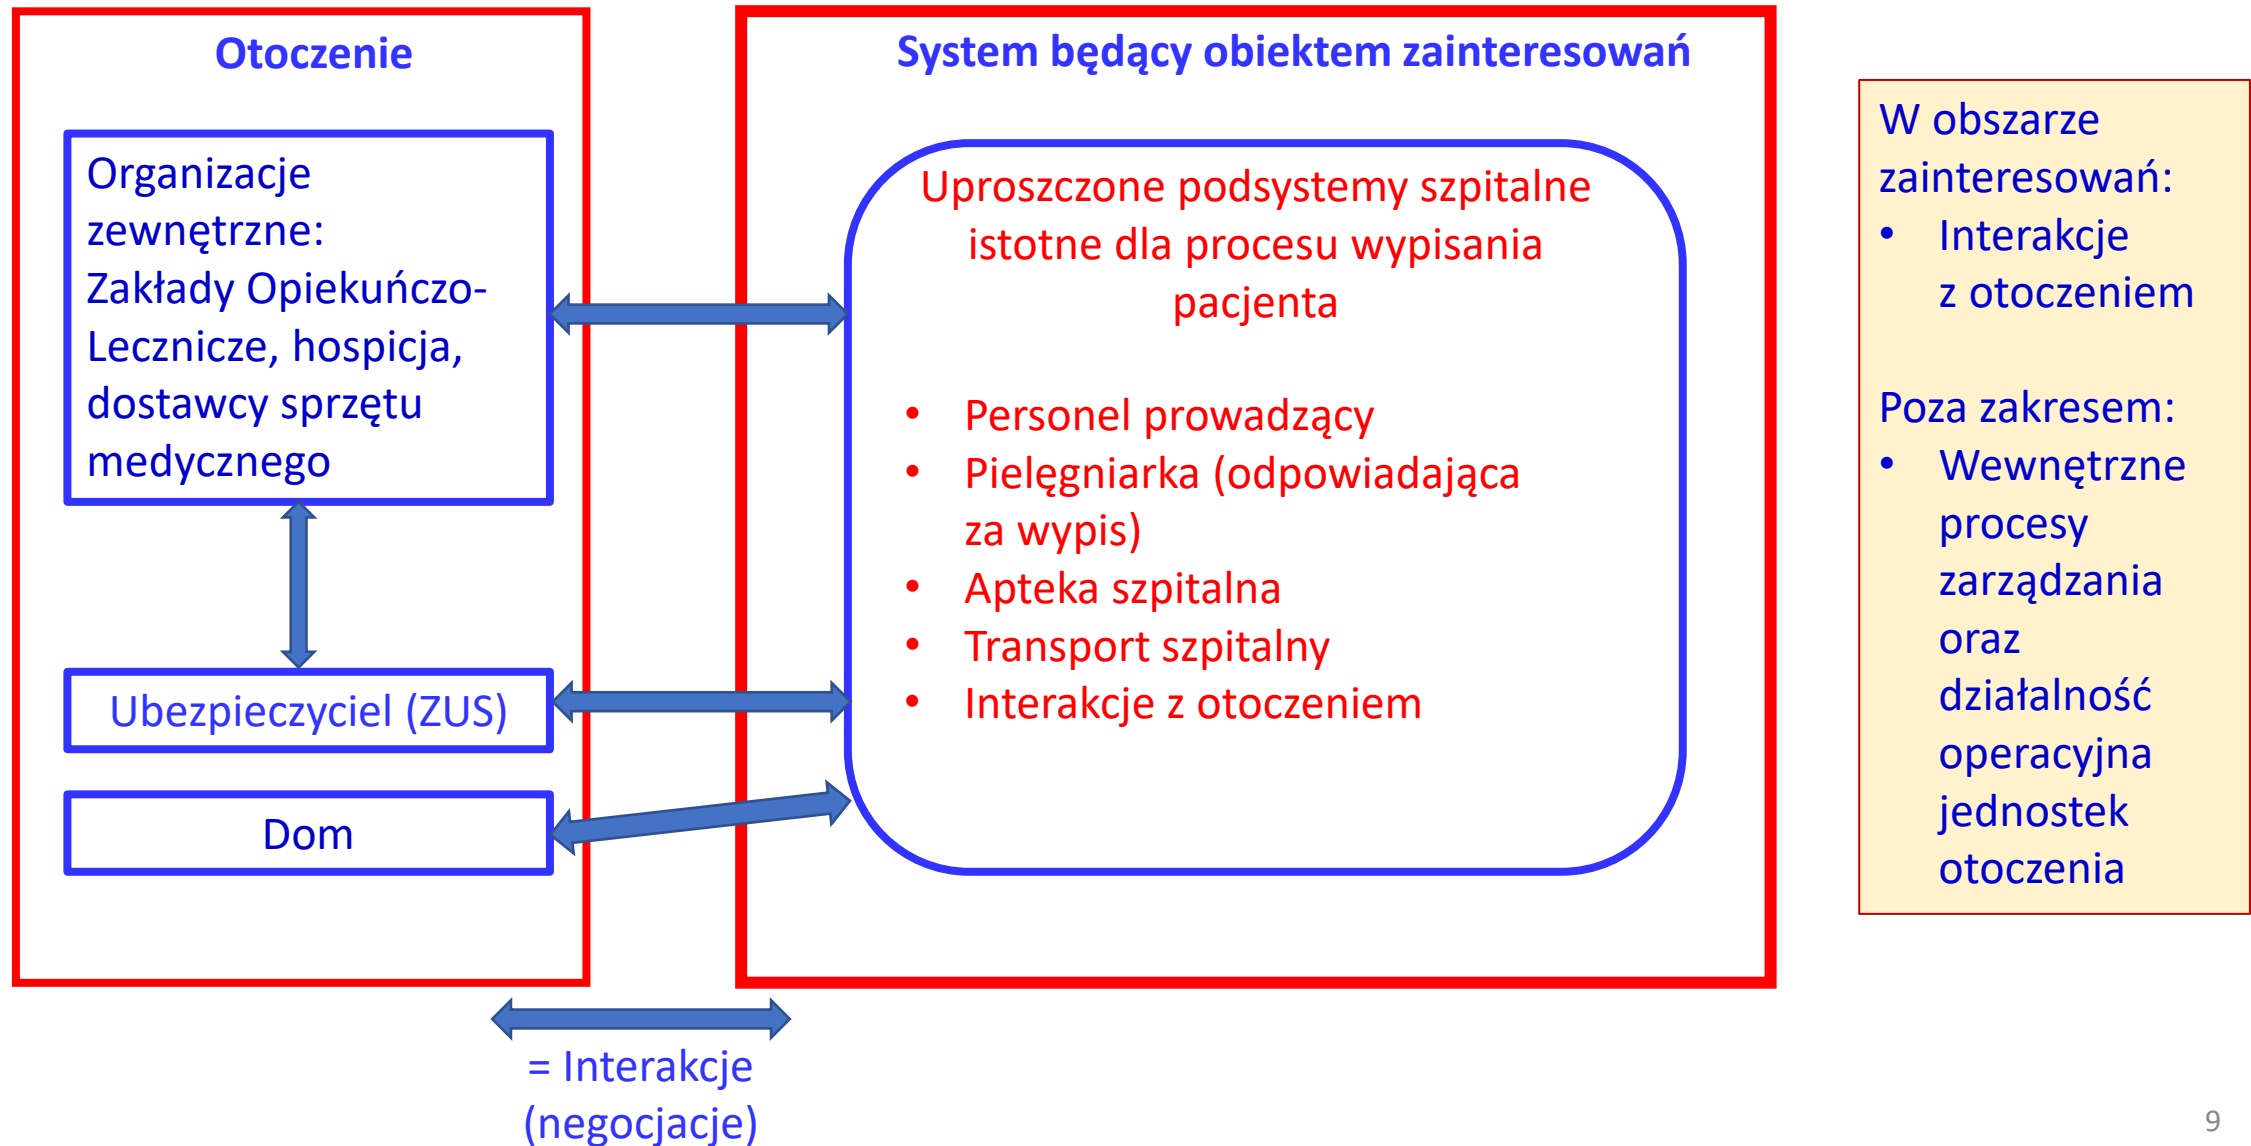 Otoczenie
Organizacje
zewnętrzne:
Zakłady Opiekuńczo-
Lecznicze, hospicja,
dostawcy sprzętu
medycznego
Ubezpieczyciel (ZUS)
Dom
System będący obiektem zainteresowań
Uproszczone podsystemy szpitalne
istotne dla procesu wypisania
pacjenta
• Personel prowadzący
• Pielęgniarka (odpowiadająca
za wypis)
• Apteka szpitalna
• Transport szpitalny
• Interakcje z otoczeniem
W obszarze
zainteresowań:
• Interakcje
z otoczeniem
Poza zakresem:
• Wewnętrzne
procesy
zarządzania
oraz
działalność
operacyjna
jednostek
otoczenia
= Interakcje
(negocjacje)
9